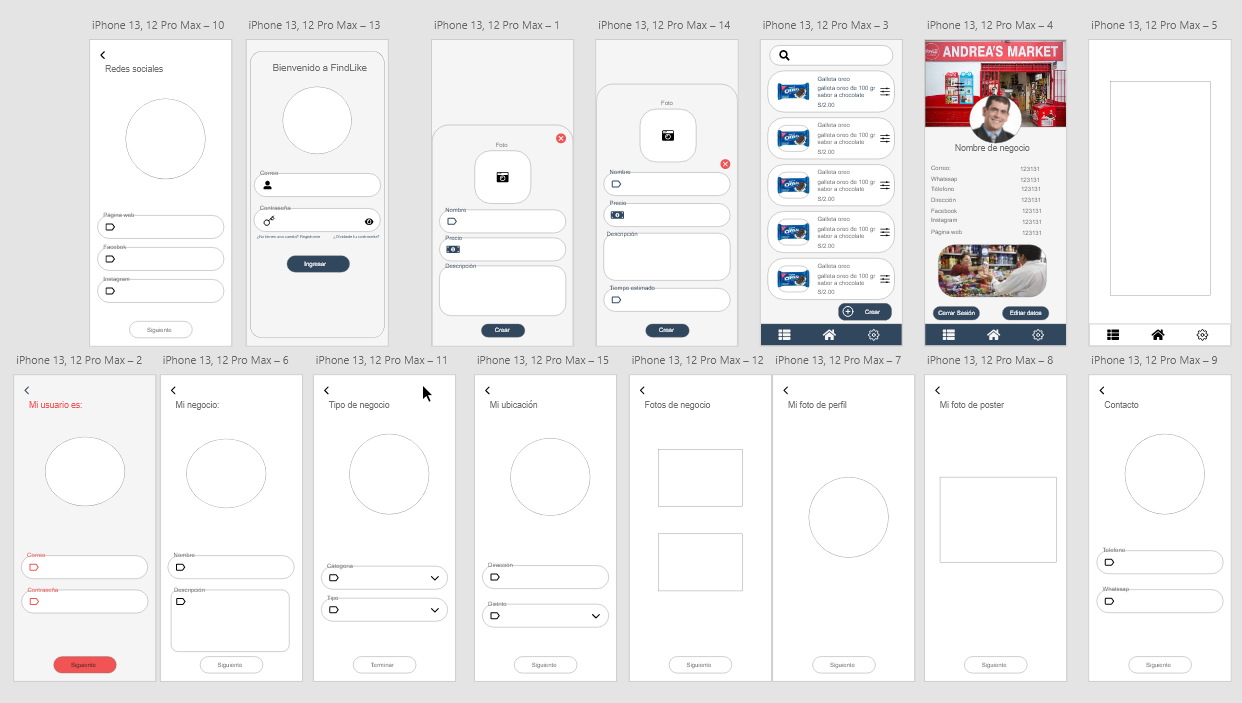 iPhone 13, 12 Pro Max – 10
Redes sociales
Página web
Facebok
Instagram
Siguiente
iPhone 13, 12 Pro Max – 13
Bienvenido a FindLike
Correo
Contraseña
¿No tienes una cuenta? Regístrese
¿Olvidaste tu contraseña?
Ingresar
iPhone 13, 12 Pro Max – 1
Foto
Nombre
Precio
Descripción
Crear
iPhone 13, 12 Pro Max – 14
Foto
Nombre
Precio
Descripción
Tiempo estimado
Crear
iPhone 13, 12 Pro Max – 3
Galleta oreo
galleta oreo de 100 gr
sabor a chocolate
S/2.00
Galleta oreo
galleta oreo de 100 gr
sabor a chocolate
S/2.00
Galleta oreo
galleta oreo de 100 gr
sabor a chocolate
S/2.00
Galleta oreo
galleta oreo de 100 gr
sabor a chocolate
S/2.00
Galleta oreo
galleta oreo de 100 gr
sabor a chocolate
S/2.00
OREO
OREO
OREO
OREO
OREO
Crear
iPhone 13, 12 Pro Max – 4
ANDREA'S MARKET
Nombre de negocio
Correo: 123131
Whatssap 123131
Télefono 123131
Dirección 123131
Facebook 123131
Instagram 123131
Página web 123131
Cerrar Sesión
Editar datos
iPhone 13, 12 Pro Max – 5
iPhone 13, 12 Pro Max – 2
Mi usuario es:
Correo
Contraseña
Siguiente
iPhone 13, 12 Pro Max – 6
Mi negocio:
Nombre
Descripción
Siguiente
iPhone 13, 12 Pro Max – 11
Tipo de negocio
Categoria
Tipo
Terminar
iPhone 13, 12 Pro Max – 15
Mi ubicación
Dirección
Distrito
Siguiente
iPhone 13, 12 Pro Max – 12
Fotos de negocio
Siguiente
iPhone 13, 12 Pro Max – 7
Mi foto de perfil
Siguiente
iPhone 13, 12 Pro Max – 8
Mi foto de poster
Siguiente
iPhone 13, 12 Pro Max – 9
Contacto
Telefono
Whatssap
Siguiente